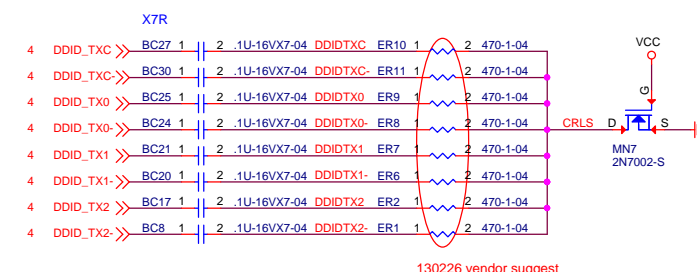 X7R
4 DDID_TXC BC27 1 2 .1U-16VX7-04 DDIDTXC ER10 1 2 470-1-04
4 DDID_TXC- BC30 1 2 .1U-16VX7-04 DDIDTXC- ER11 1 2 470-1-04
4 DDID_TX0 BC25 1 2 .1U-16VX7-04 DDIDTX0 ER9 1 2 470-1-04
4 DDID_TX0- BC24 1 2 .1U-16VX7-04 DDIDTX0- ER8 1 2 470-1-04
4 DDID_TX1 BC21 1 2 .1U-16VX7-04 DDIDTX1 ER7 1 2 470-1-04
4 DDID_TX1- BC20 1 2 .1U-16VX7-04 DDIDTX1- ER6 1 2 470-1-04
4 DDID_TX2 BC17 1 2 .1U-16VX7-04 DDIDTX2 ER2 1 2 470-1-04
4 DDID_TX2- BC8 1 2 .1U-16VX7-04 DDIDTX2- ER1 1 2 470-1-04
VCC
G
CRLS D S
MN7
2N7002-S
130226 vendor suggest